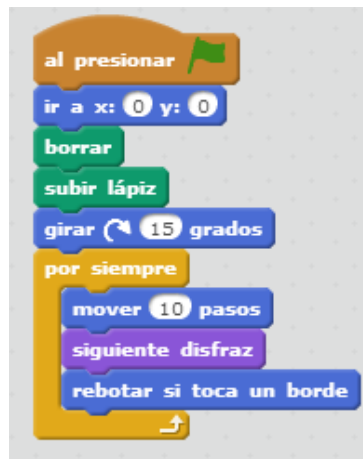 al presionar
ir a x: 0 y: 0
borrar
subir lápiz
girar 15 grados
por siempre
mover 10 pasos
siguiente disfraz
rebotar si toca un borde